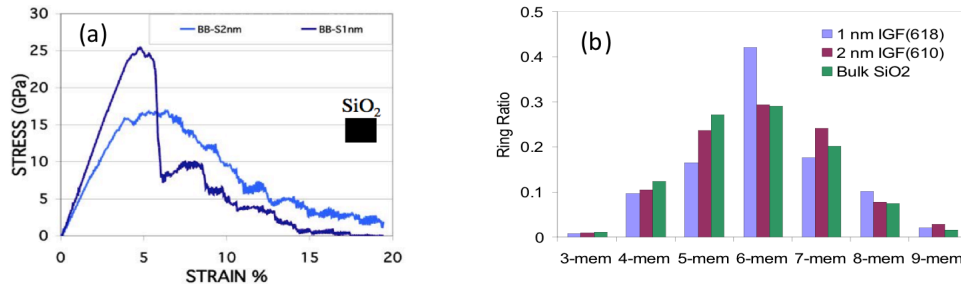 (a)
BB-S2nm
BB-S1nm
30
25
20
15
10
5
0
STRESS (GPa)
SiO2
0
5
10
15
20
STRAIN %
(b)
1 nm IGF(618)
2 nm IGF(610)
Bulk SiO2
0.5
0.4
0.3
0.2
0.1
0
Ring Ratio
3-mem 4-mem 5-mem 6-mem 7-mem 8-mem 9-mem